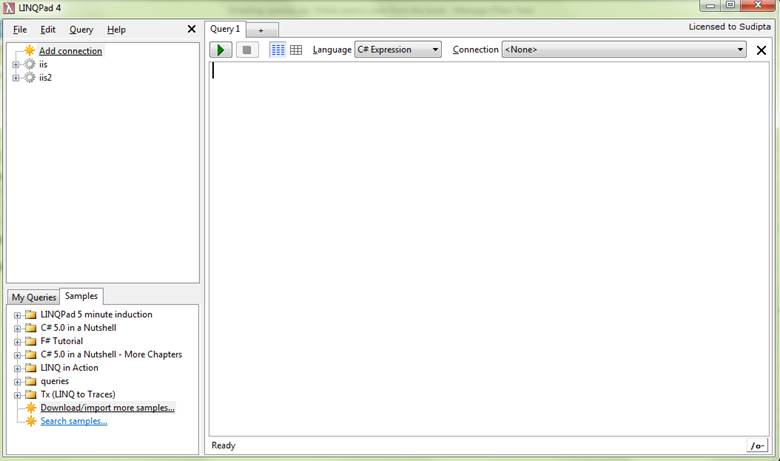 LINQPad 4
File Edit Query Help
Add connection
iis
iis2
My Queries Samples
LINQPad 5 minute induction
C# 5.0 in a Nutshell
F# Tutorial
C# 5.0 in a Nutshell - More Chapters
LINQ in Action
queries
Tx (LINQ to Traces)
Download/import more samples...
Search samples...
Query 1 +
Licensed to Sudipta
Language C# Expression Connection <None>
Ready
/o-